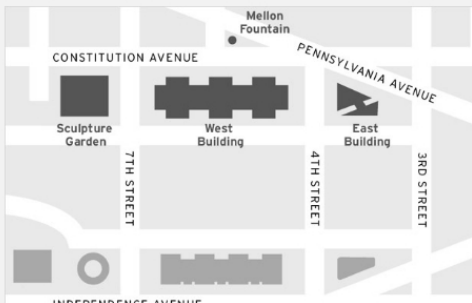 Mellon
Fountain
CONSTITUTION AVENUE
PENNSYLVANIA AVENUE
Sculpture
Garden
West
Building
East
Building
7TH STREET
4TH STREET
3RD STREET
INDEPENDENCE AVENUE